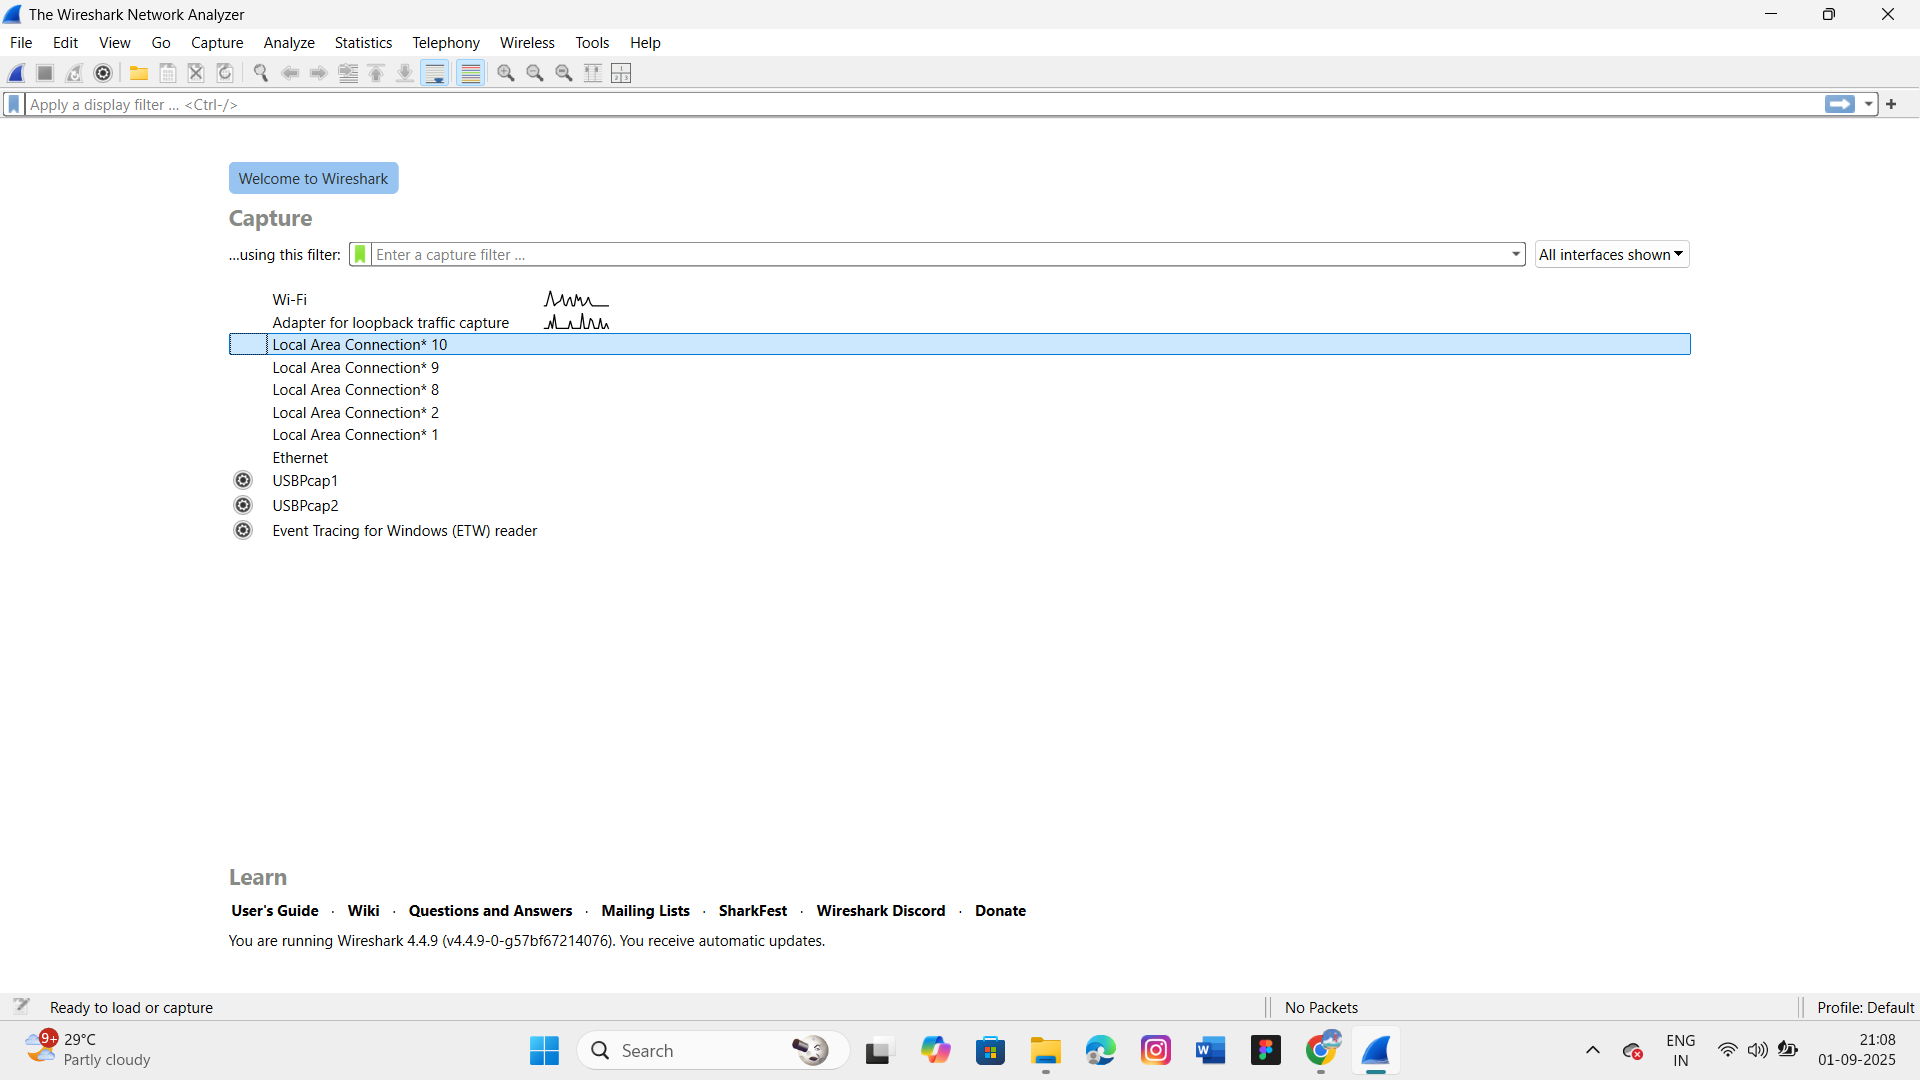 The Wireshark Network Analyzer
File Edit View Go Capture Analyze Statistics Telephony Wireless Tools Help
Apply a display filter ... <Ctrl-/>
Welcome to Wireshark
Capture
...using this filter: Enter a capture filter ... All interfaces shown
Wi-Fi
Adapter for loopback traffic capture
Local Area Connection* 10
Local Area Connection* 9
Local Area Connection* 8
Local Area Connection* 2
Local Area Connection* 1
Ethernet
USBPcap1
USBPcap2
Event Tracing for Windows (ETW) reader
Learn
User's Guide · Wiki · Questions and Answers · Mailing Lists · SharkFest · Wireshark Discord · Donate
You are running Wireshark 4.4.9 (v4.4.9-0-g57bf67214076). You receive automatic updates.
Ready to load or capture No Packets Profile: Default
9+ 29°C
Partly cloudy
Search
ENG
IN
21:08
01-09-2025